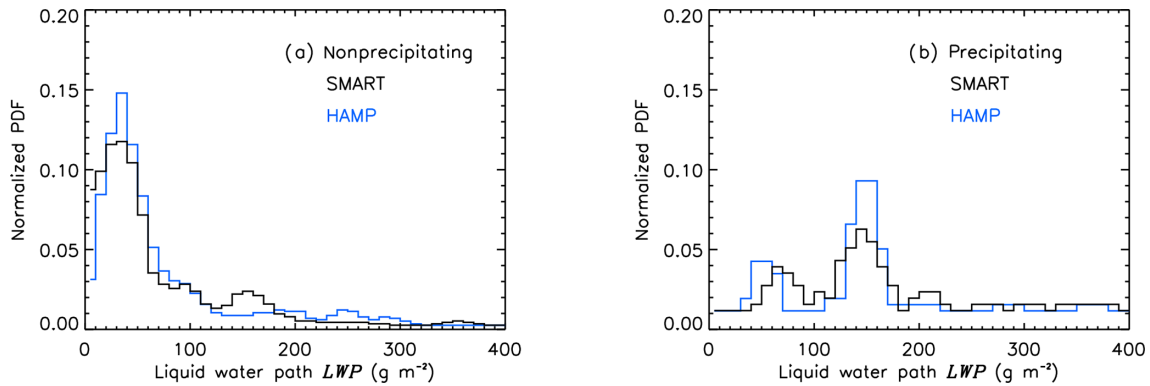 0.20
0.15
0.10
0.05
0.00
Normalized PDF
(a) Nonprecipitating
SMART
HAMP
0 100 200 300 400
Liquid water path LWP (g m⁻²)
0.20
0.15
0.10
0.05
0.00
Normalized PDF
(b) Precipitating
SMART
HAMP
0 100 200 300 400
Liquid water path LWP (g m⁻²)